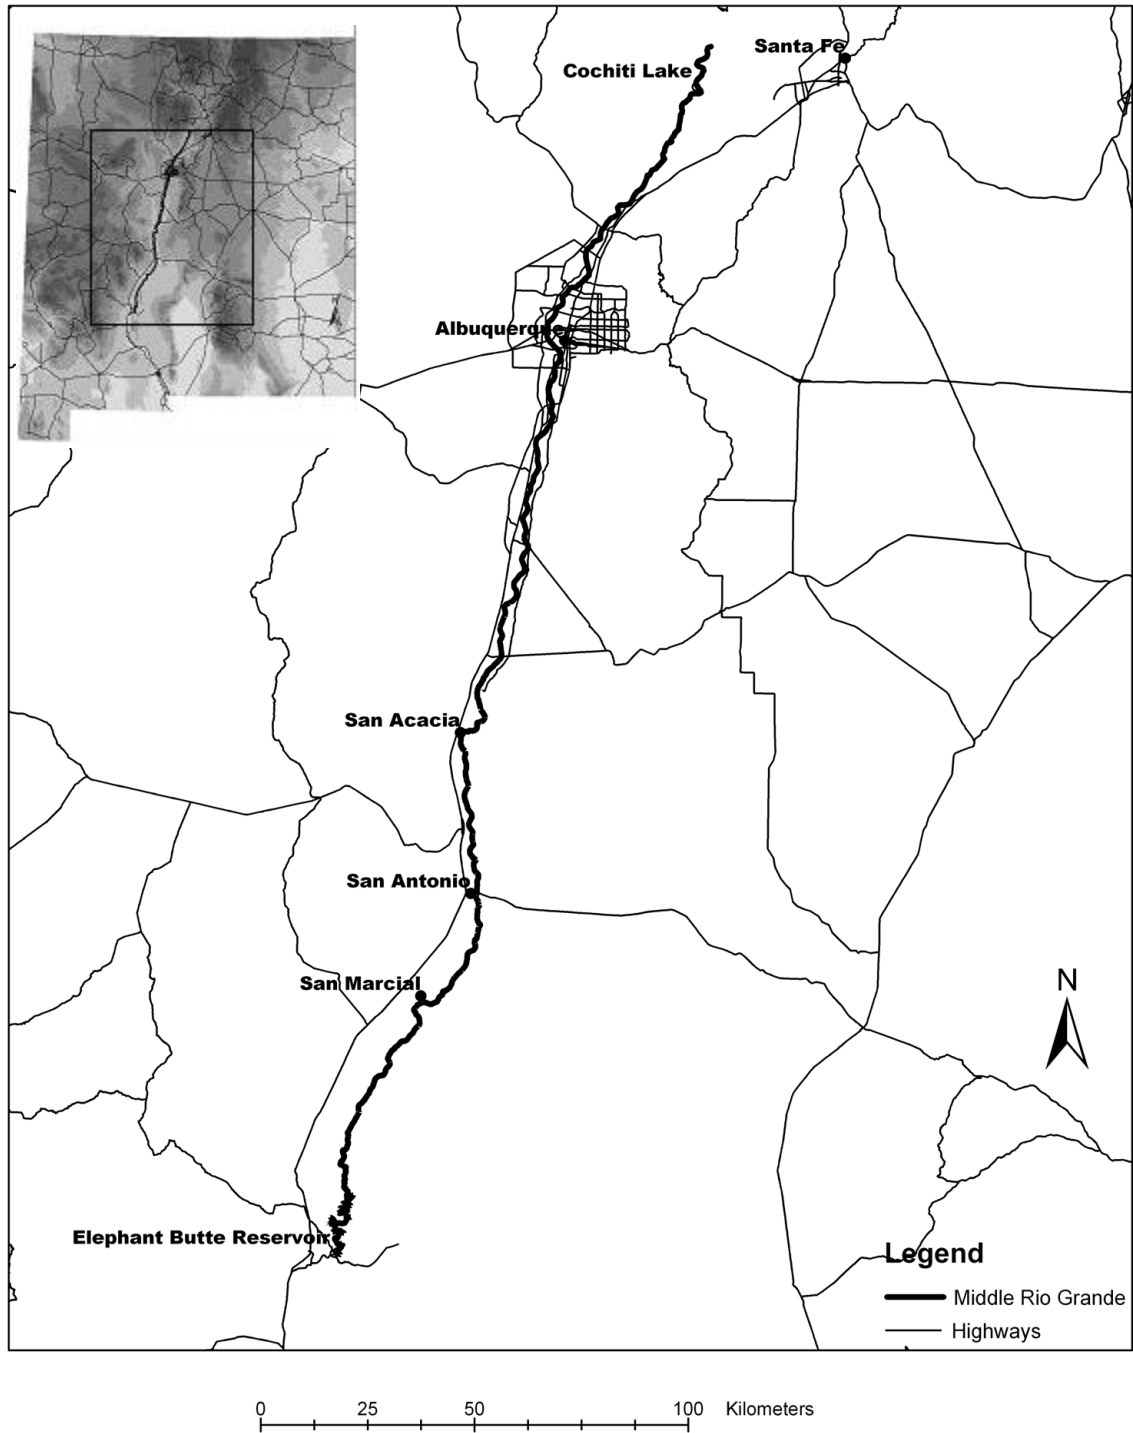 Santa Fe
Cochiti Lake
Albuquerque
San Acacia
San Antonio
San Marcial
N
Elephant Butte Reservoir
Legend
Middle Rio Grande
Highways
0 25 50 100 Kilometers